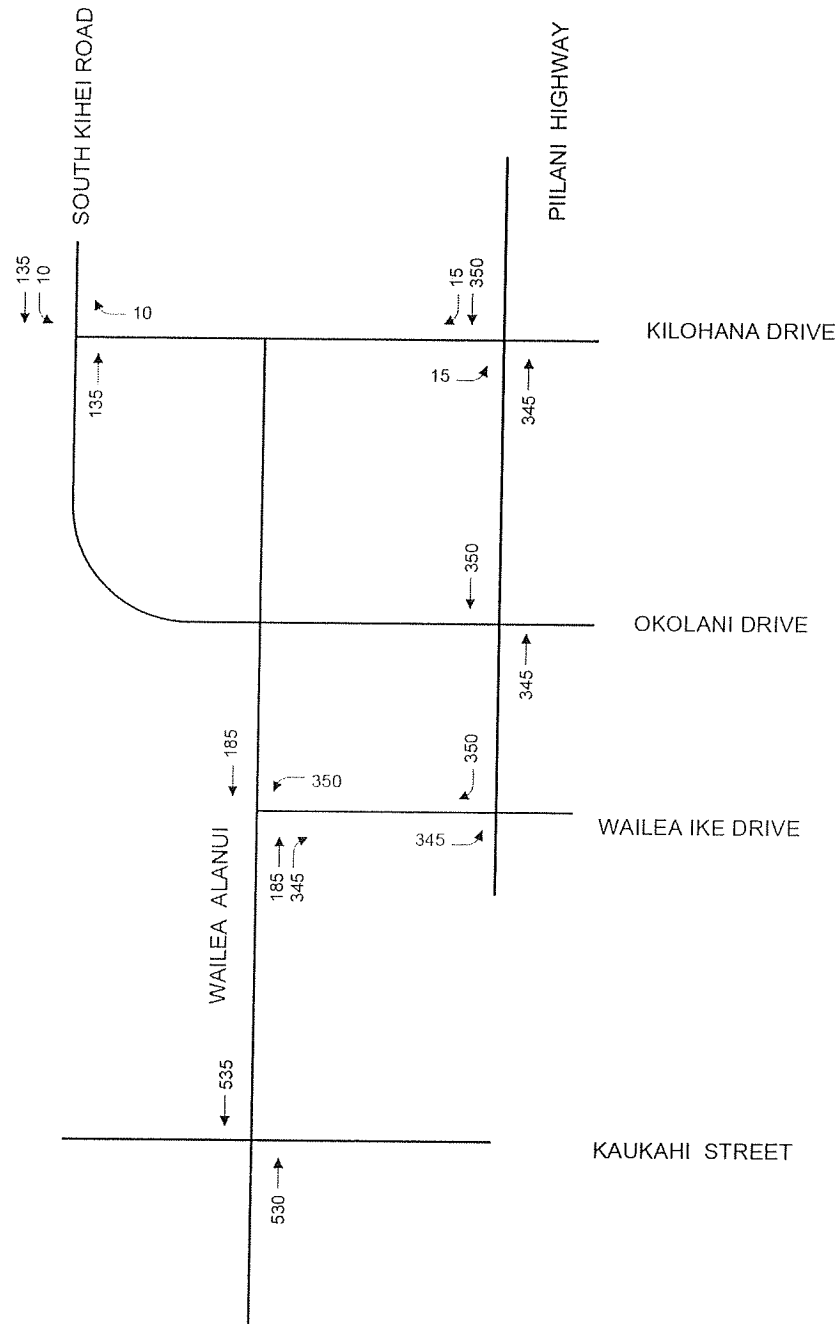 SOUTH KIHEI ROAD
PIILANI HIGHWAY
135
10
10
15
350
KILOHANA DRIVE
135
15
345
350
OKOLANI DRIVE
345
185
350
350
WAILEA IKE DRIVE
345
185
345
WAILEA ALANUI
535
KAUKAHI STREET
530